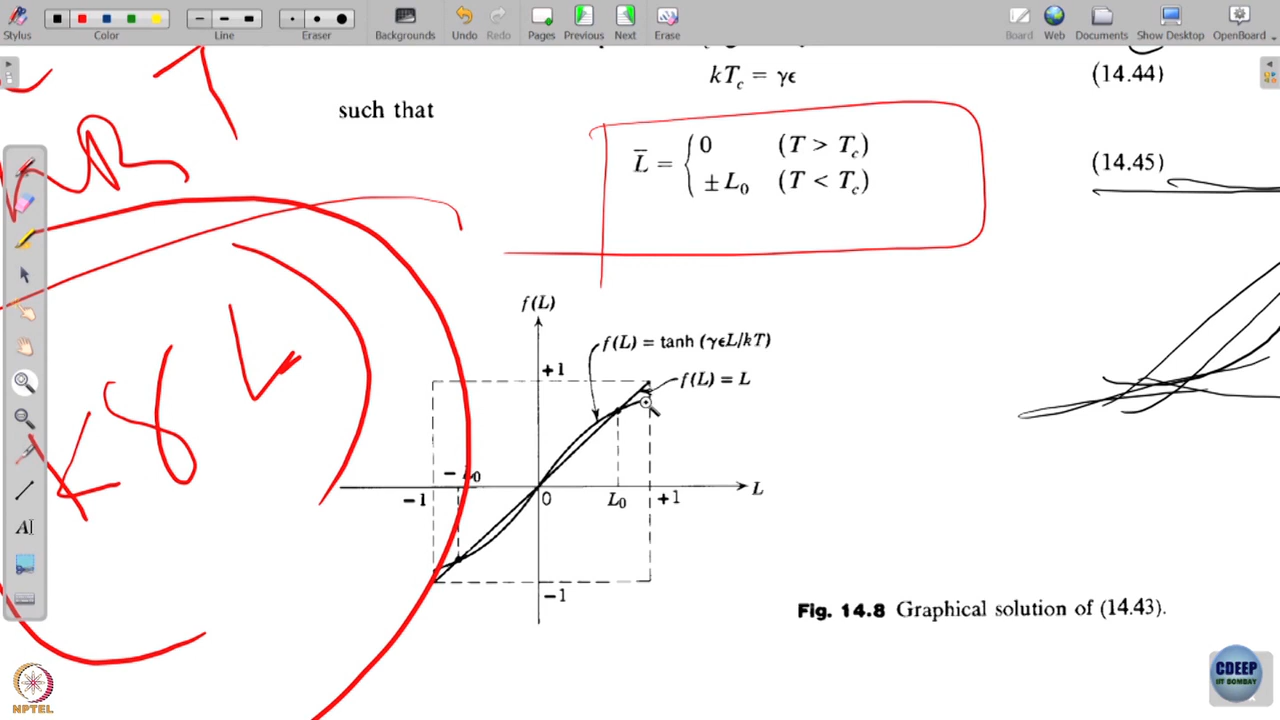 Stylus Color Line Eraser Backgrounds Undo Redo Pages Previous Next Erase Board Web Documents Show Desktop OpenBoard
kT_c = γϵ (14.44)
such that
L̄ = { 0 (T > T_c)
± L_0 (T < T_c)
(14.45)
f(L)
f(L) = tanh (γϵL/kT)
+1
f(L) = L
−L_0
−1 0 L_0 +1 L
−1
Fig. 14.8 Graphical solution of (14.43).
NPTEL
CDEEP
IIT BOMBAY